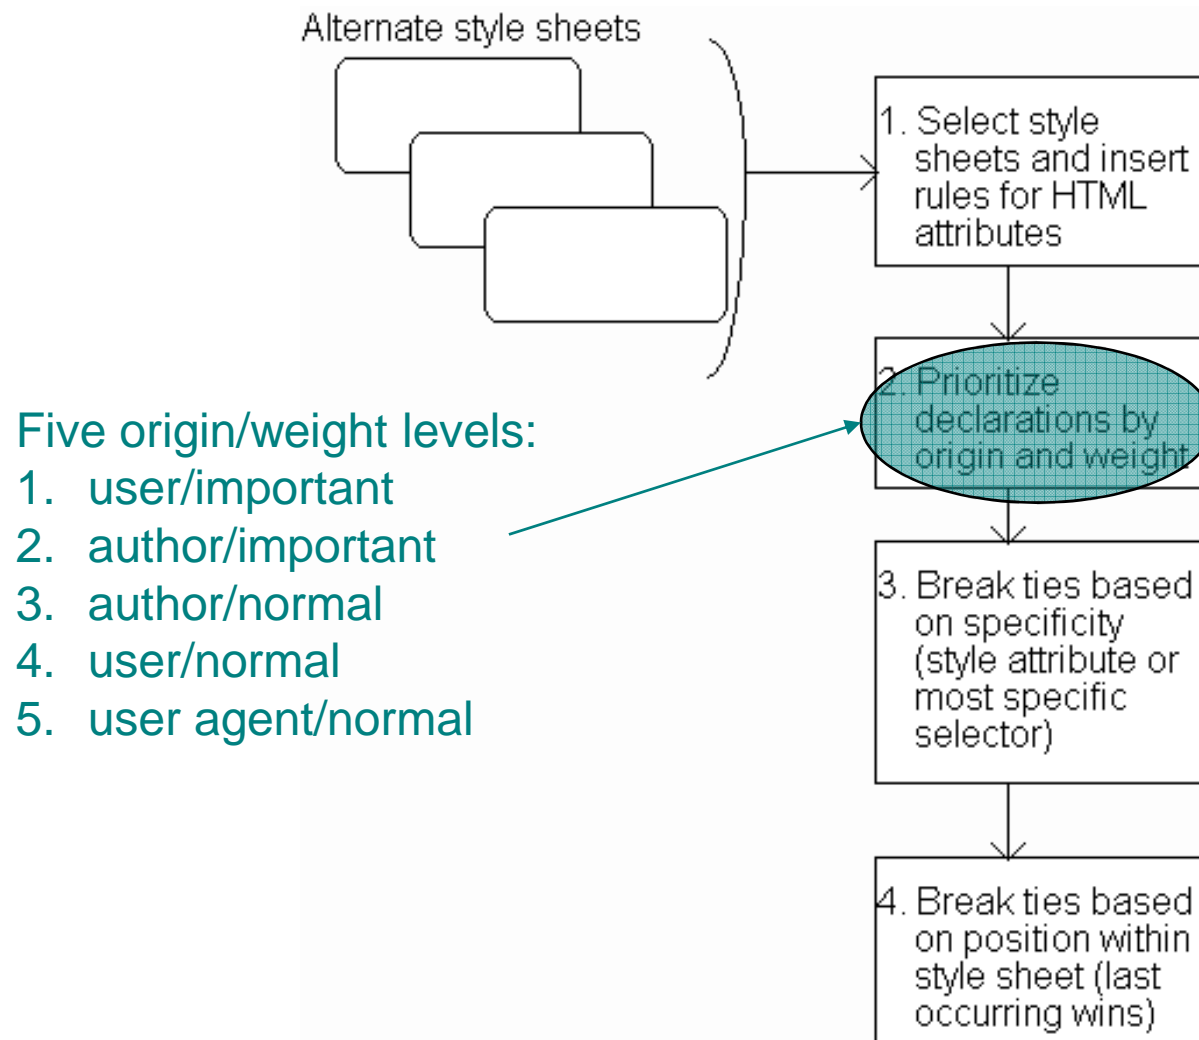 Alternate style sheets
1. Select style
sheets and insert
rules for HTML
attributes
2. Prioritize
declarations by
origin and weight
Five origin/weight levels:
1. user/important
2. author/important
3. author/normal
4. user/normal
5. user agent/normal
3. Break ties based
on specificity
(style attribute or
most specific
selector)
4. Break ties based
on position within
style sheet (last
occurring wins)